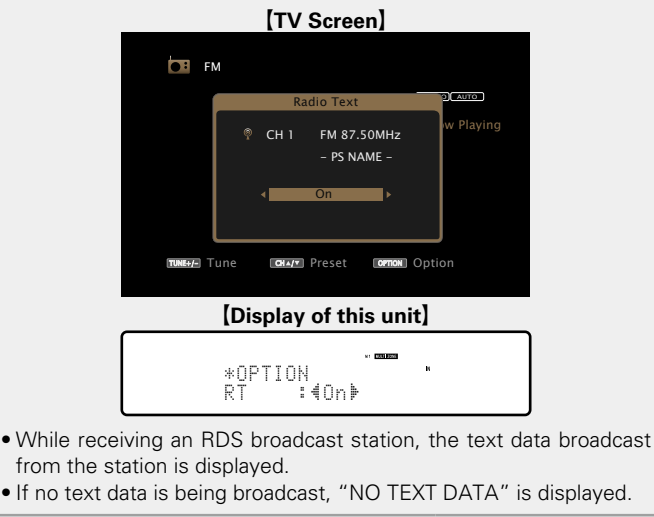 【TV Screen】
FM
AUTO
Radio Text
w Playing
CH 1 FM 87.50MHz
– PS NAME –
On
TUNE+/- Tune CH▲/▼ Preset OPTION Option
【Display of this unit】
*OPTION
RT :◀On▶
• While receiving an RDS broadcast station, the text data broadcast
from the station is displayed.
• If no text data is being broadcast, “NO TEXT DATA” is displayed.